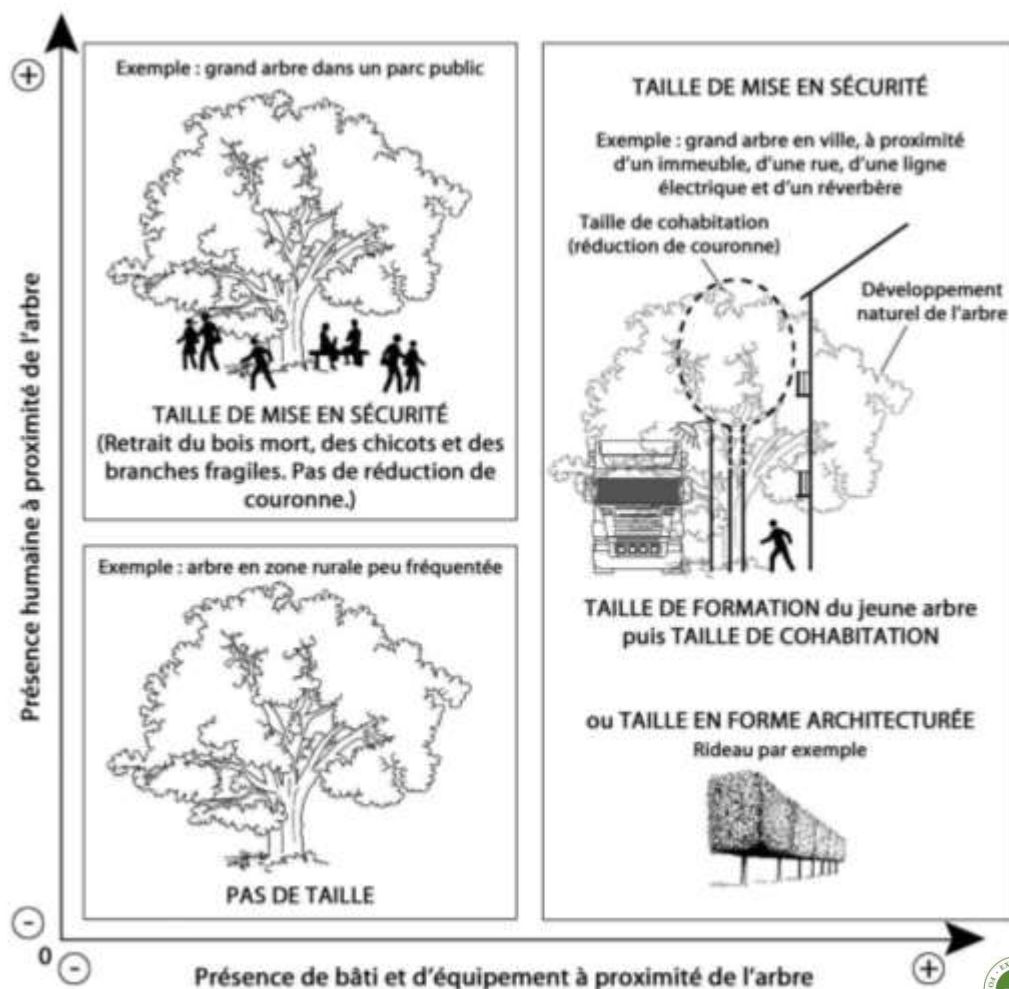 Exemple : grand arbre dans un parc public
TAILLE DE MISE EN SÉCURITÉ
(Retrait du bois mort, des chicots et des
branches fragiles. Pas de réduction de
couronne.)
Exemple : arbre en zone rurale peu fréquentée
PAS DE TAILLE
TAILLE DE MISE EN SÉCURITÉ
Exemple : grand arbre en ville, à proximité
d'un immeuble, d'une rue, d'une ligne
électrique et d'un réverbère
Taille de cohabitation
(réduction de couronne)
Développement
naturel de l'arbre
TAILLE DE FORMATION du jeune arbre
puis TAILLE DE COHABITATION
ou TAILLE EN FORME ARCHITECTURÉE
Rideau par exemple
Présence humaine à proximité de l'arbre
+
-
0
-
Présence de bâti et d'équipement à proximité de l'arbre
+